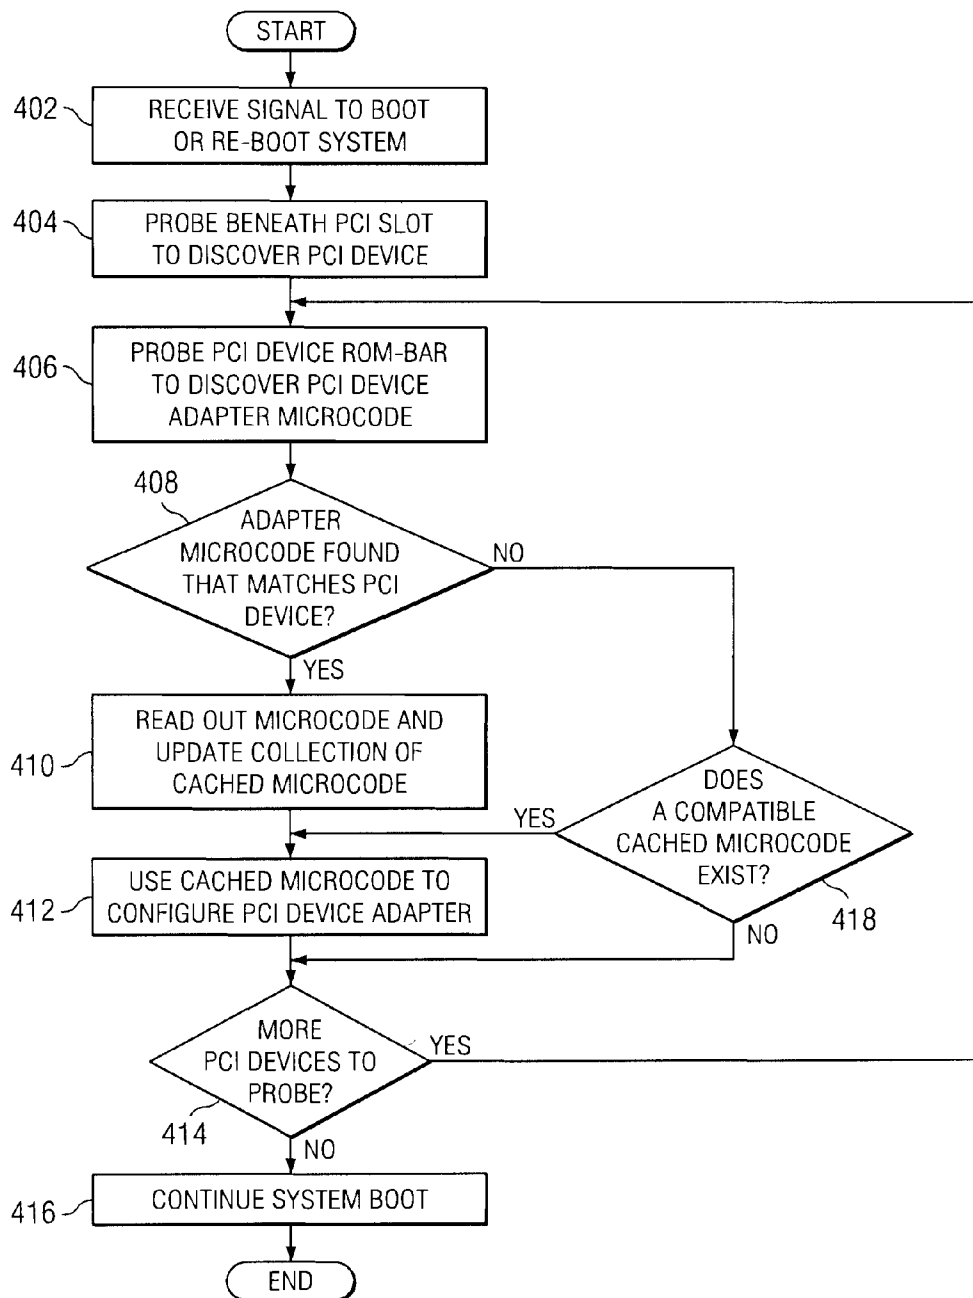 START
402
RECEIVE SIGNAL TO BOOT
OR RE-BOOT SYSTEM
404
PROBE BENEATH PCI SLOT
TO DISCOVER PCI DEVICE
406
PROBE PCI DEVICE ROM-BAR
TO DISCOVER PCI DEVICE
ADAPTER MICROCODE
408
ADAPTER
MICROCODE FOUND
THAT MATCHES PCI
DEVICE?
NO
YES
410
READ OUT MICROCODE AND
UPDATE COLLECTION OF
CACHED MICROCODE
DOES
A COMPATIBLE
CACHED MICROCODE
EXIST?
YES
418
NO
412
USE CACHED MICROCODE TO
CONFIGURE PCI DEVICE ADAPTER
MORE
PCI DEVICES TO
PROBE?
YES
414
NO
416
CONTINUE SYSTEM BOOT
END